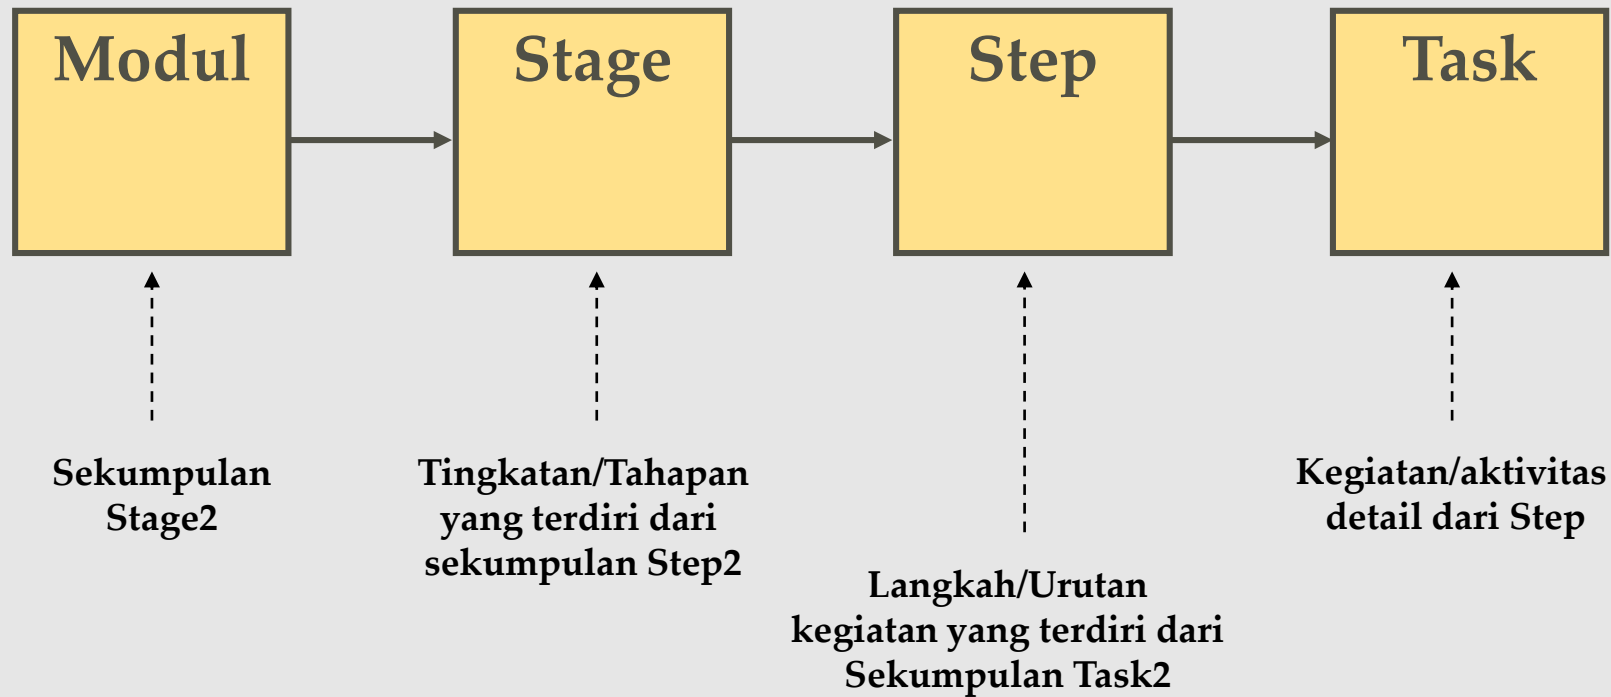 Modul
Stage
Step
Task
Sekumpulan
Stage2
Tingkatan/Tahapan
yang terdiri dari
sekumpulan Step2
Langkah/Urutan
kegiatan yang terdiri dari
Sekumpulan Task2
Kegiatan/aktivitas
detail dari Step